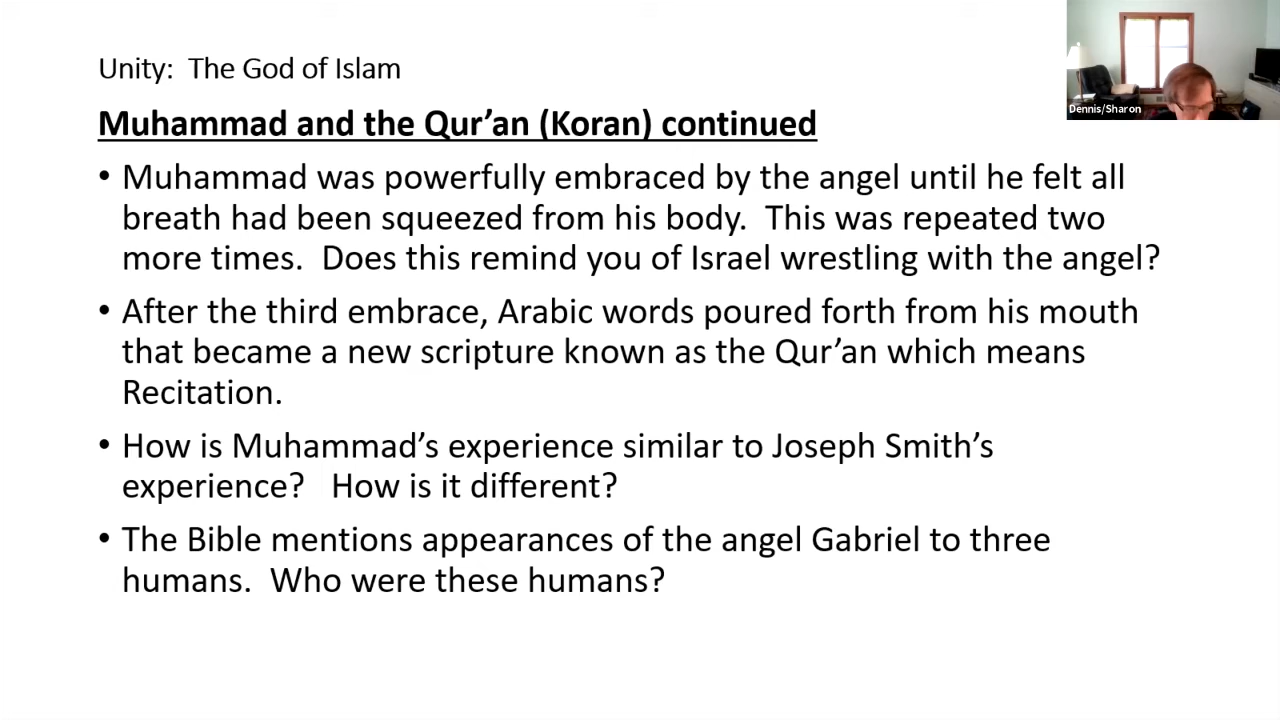 Unity:  The God of Islam
Dennis/Sharon
Muhammad and the Qur’an (Koran) continued
• Muhammad was powerfully embraced by the angel until he felt all
breath had been squeezed from his body.  This was repeated two
more times.  Does this remind you of Israel wrestling with the angel?
• After the third embrace, Arabic words poured forth from his mouth
that became a new scripture known as the Qur’an which means
Recitation.
• How is Muhammad’s experience similar to Joseph Smith’s
experience?   How is it different?
• The Bible mentions appearances of the angel Gabriel to three
humans.  Who were these humans?